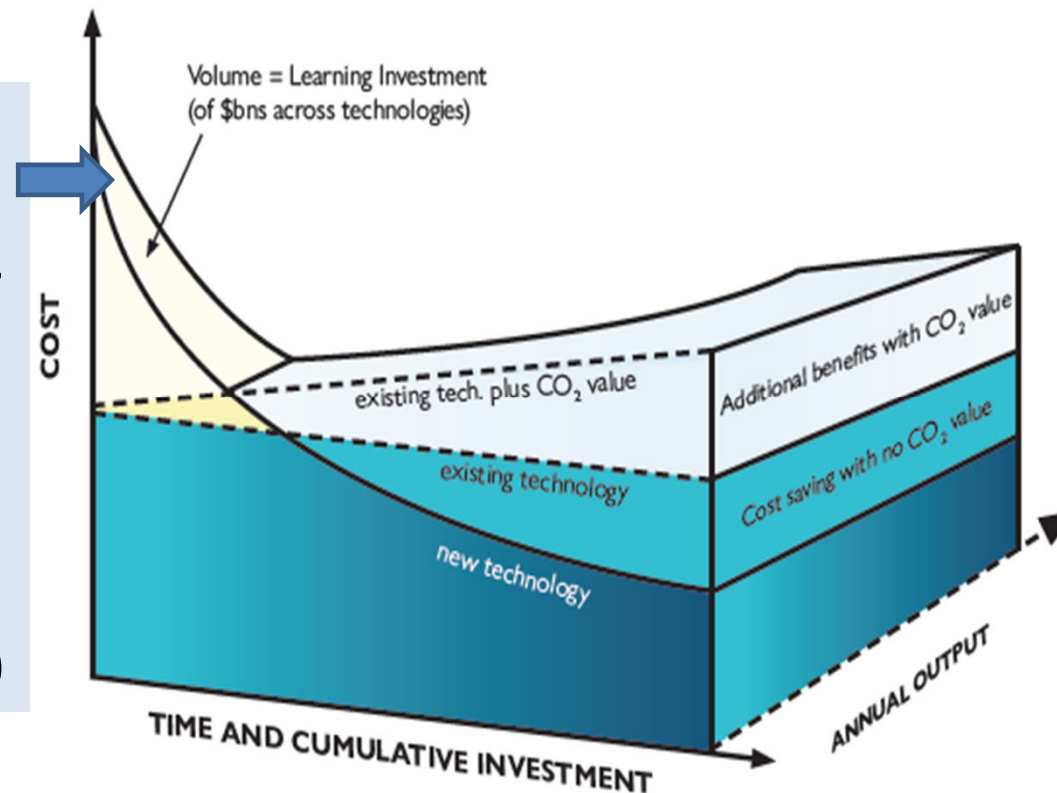 Volume = Learning Investment
(of $bns across technologies)
COST
existing tech. plus CO₂ value
existing technology
new technology
Additional benefits with CO₂ value
Cost saving with no CO₂ value
ANNUAL OUTPUT
TIME AND CUMULATIVE INVESTMENT